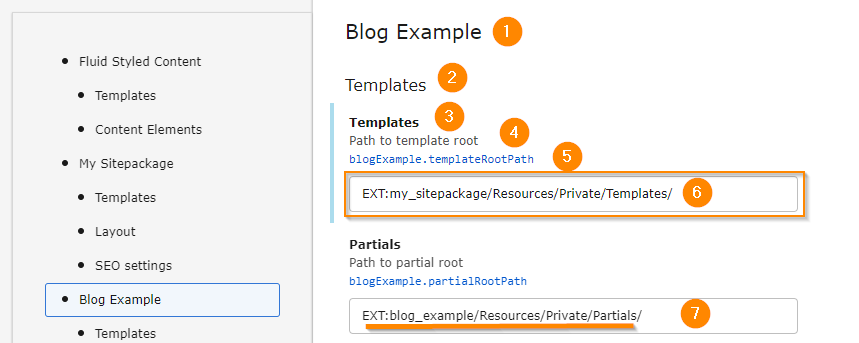 Fluid Styled Content
Templates
Content Elements
My Sitepackage
Templates
Layout
SEO settings
Blog Example
Templates
Blog Example 1
Templates 2
Templates 3
Path to template root 4
blogExample.templateRootPath 5
EXT:my_sitepackage/Resources/Private/Templates/ 6
Partials
Path to partial root
blogExample.partialRootPath
EXT:blog_example/Resources/Private/Partials/ 7